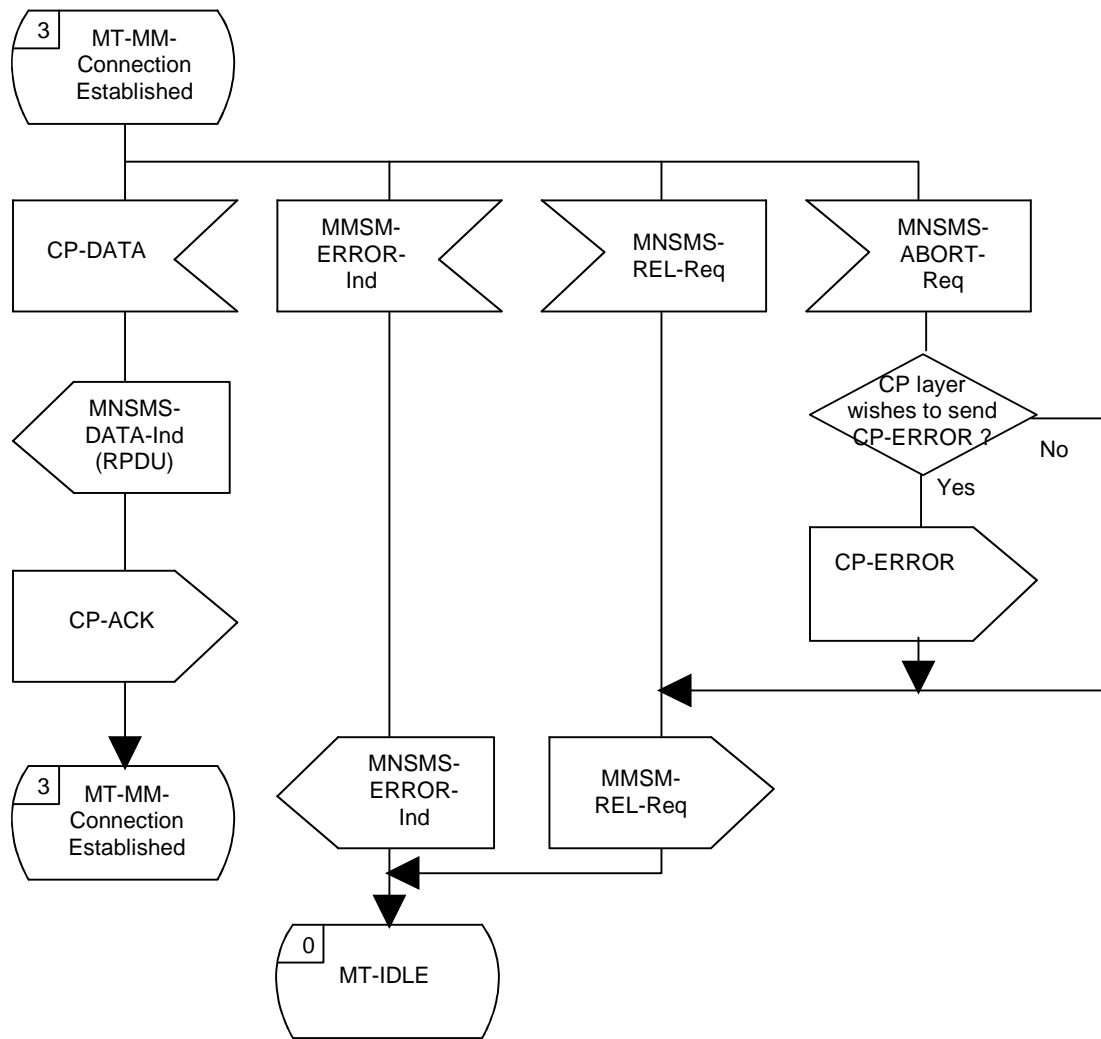 3
MT-MM-
Connection
Established
CP-DATA
MMSM-
ERROR-
Ind
MNSMS-
REL-Req
MNSMS-
ABORT-
Req
MNSMS-
DATA-Ind
(RPDU)
CP layer
wishes to send
CP-ERROR ?
No
Yes
CP-ACK
CP-ERROR
3
MT-MM-
Connection
Established
MNSMS-
ERROR-
Ind
MMSM-
REL-Req
0
MT-IDLE